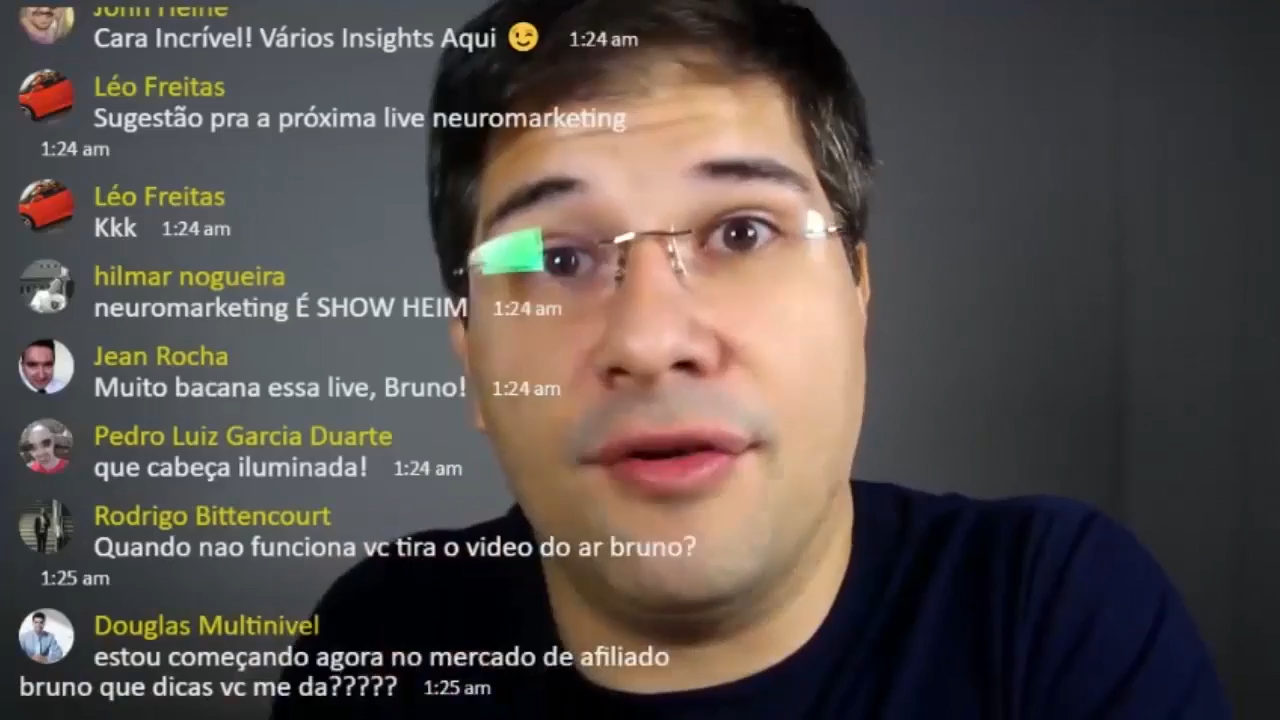 John Heine
Cara Incrível! Vários Insights Aqui 😉 1:24 am
Léo Freitas
Sugestão pra a próxima live neuromarketing
1:24 am
Léo Freitas
Kkk 1:24 am
hilmar nogueira
neuromarketing É SHOW HEIM 1:24 am
Jean Rocha
Muito bacana essa live, Bruno! 1:24 am
Pedro Luiz Garcia Duarte
que cabeça iluminada! 1:24 am
Rodrigo Bittencourt
Quando nao funciona vc tira o video do ar bruno?
1:25 am
Douglas Multinivel
estou começando agora no mercado de afiliado
bruno que dicas vc me da????? 1:25 am